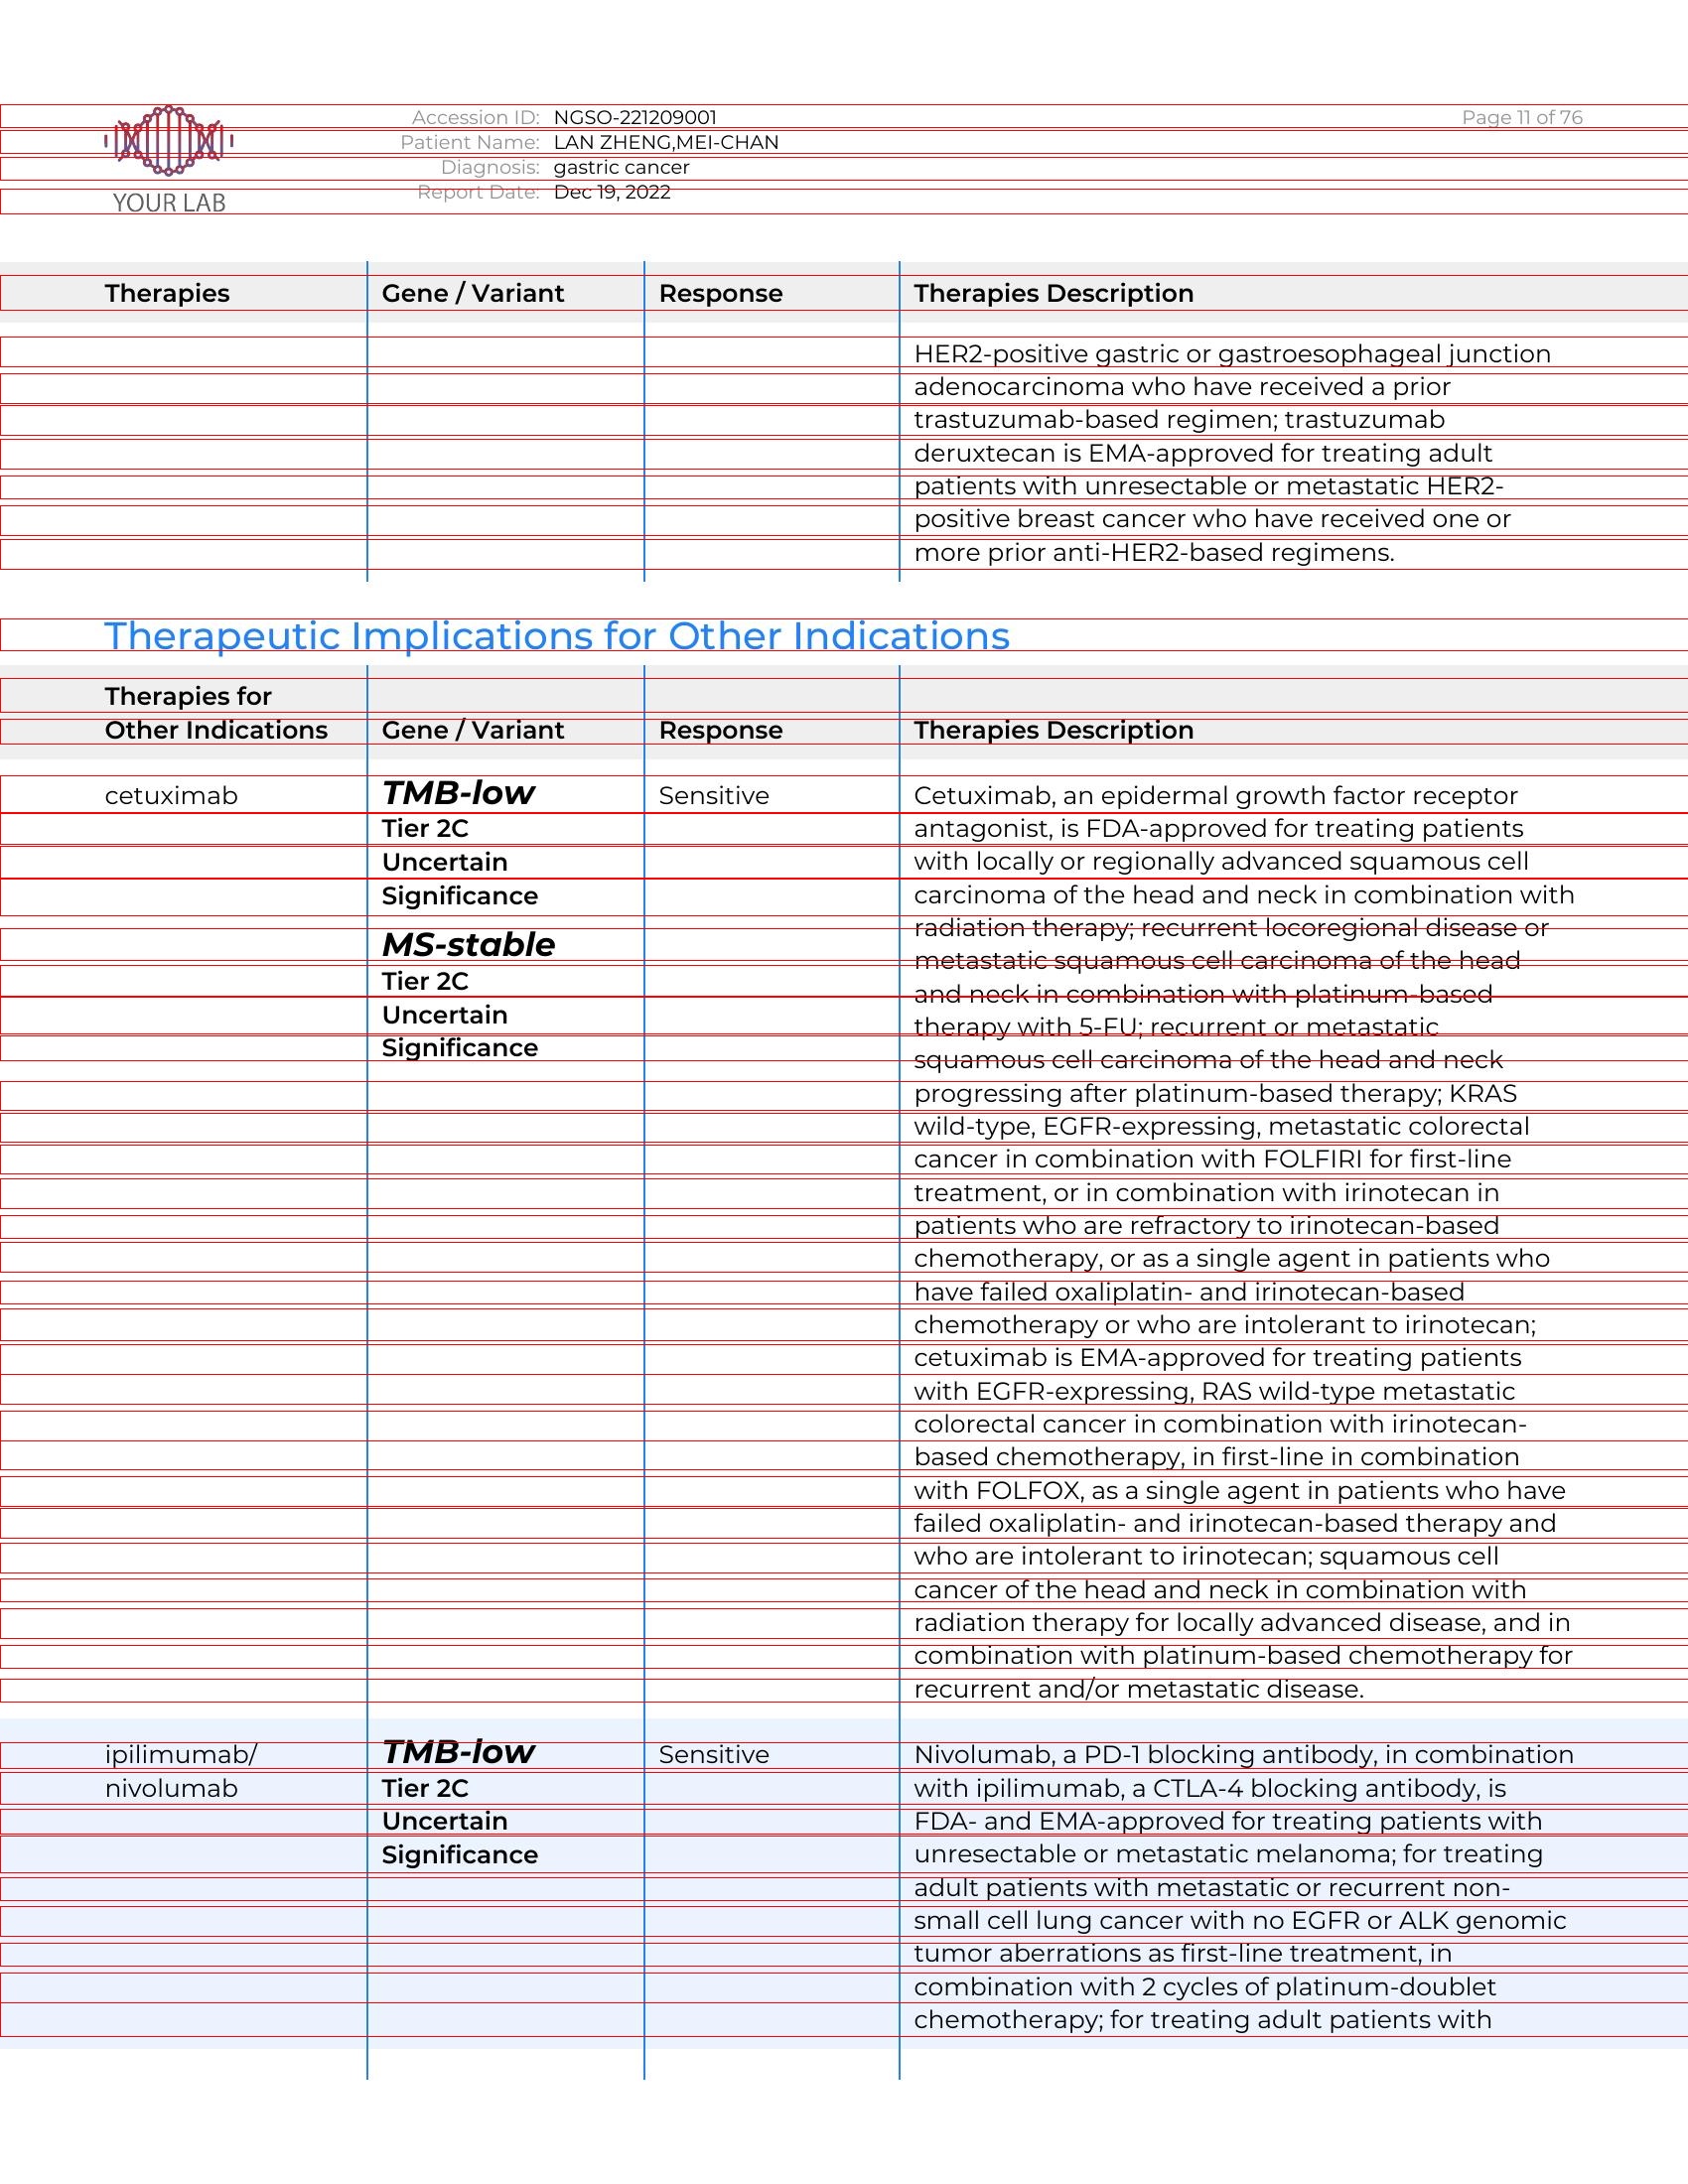 YOUR LAB
Accession ID: NGSO-221209001
Patient Name: LAN ZHENG,MEI-CHAN
Diagnosis: gastric cancer
Report Date: Dec 19, 2022
Page 11 of 76
Therapies Gene / Variant Response Therapies Description
HER2-positive gastric or gastroesophageal junction
adenocarcinoma who have received a prior
trastuzumab-based regimen; trastuzumab
deruxtecan is EMA-approved for treating adult
patients with unresectable or metastatic HER2-
positive breast cancer who have received one or
more prior anti-HER2-based regimens.
Therapeutic Implications for Other Indications
Therapies for
Other Indications Gene / Variant Response Therapies Description
cetuximab
TMB-low
Tier 2C
Uncertain
Significance
MS-stable
Tier 2C
Uncertain
Significance
Sensitive
Cetuximab, an epidermal growth factor receptor
antagonist, is FDA-approved for treating patients
with locally or regionally advanced squamous cell
carcinoma of the head and neck in combination with
radiation therapy; recurrent locoregional disease or
metastatic squamous cell carcinoma of the head
and neck in combination with platinum-based
therapy with 5-FU; recurrent or metastatic
squamous cell carcinoma of the head and neck
progressing after platinum-based therapy; KRAS
wild-type, EGFR-expressing, metastatic colorectal
cancer in combination with FOLFIRI for first-line
treatment, or in combination with irinotecan in
patients who are refractory to irinotecan-based
chemotherapy, or as a single agent in patients who
have failed oxaliplatin- and irinotecan-based
chemotherapy or who are intolerant to irinotecan;
cetuximab is EMA-approved for treating patients
with EGFR-expressing, RAS wild-type metastatic
colorectal cancer in combination with irinotecan-
based chemotherapy, in first-line in combination
with FOLFOX, as a single agent in patients who have
failed oxaliplatin- and irinotecan-based therapy and
who are intolerant to irinotecan; squamous cell
cancer of the head and neck in combination with
radiation therapy for locally advanced disease, and in
combination with platinum-based chemotherapy for
recurrent and/or metastatic disease.
ipilimumab/
nivolumab
TMB-low
Tier 2C
Uncertain
Significance
Sensitive
Nivolumab, a PD-1 blocking antibody, in combination
with ipilimumab, a CTLA-4 blocking antibody, is
FDA- and EMA-approved for treating patients with
unresectable or metastatic melanoma; for treating
adult patients with metastatic or recurrent non-
small cell lung cancer with no EGFR or ALK genomic
tumor aberrations as first-line treatment, in
combination with 2 cycles of platinum-doublet
chemotherapy; for treating adult patients with